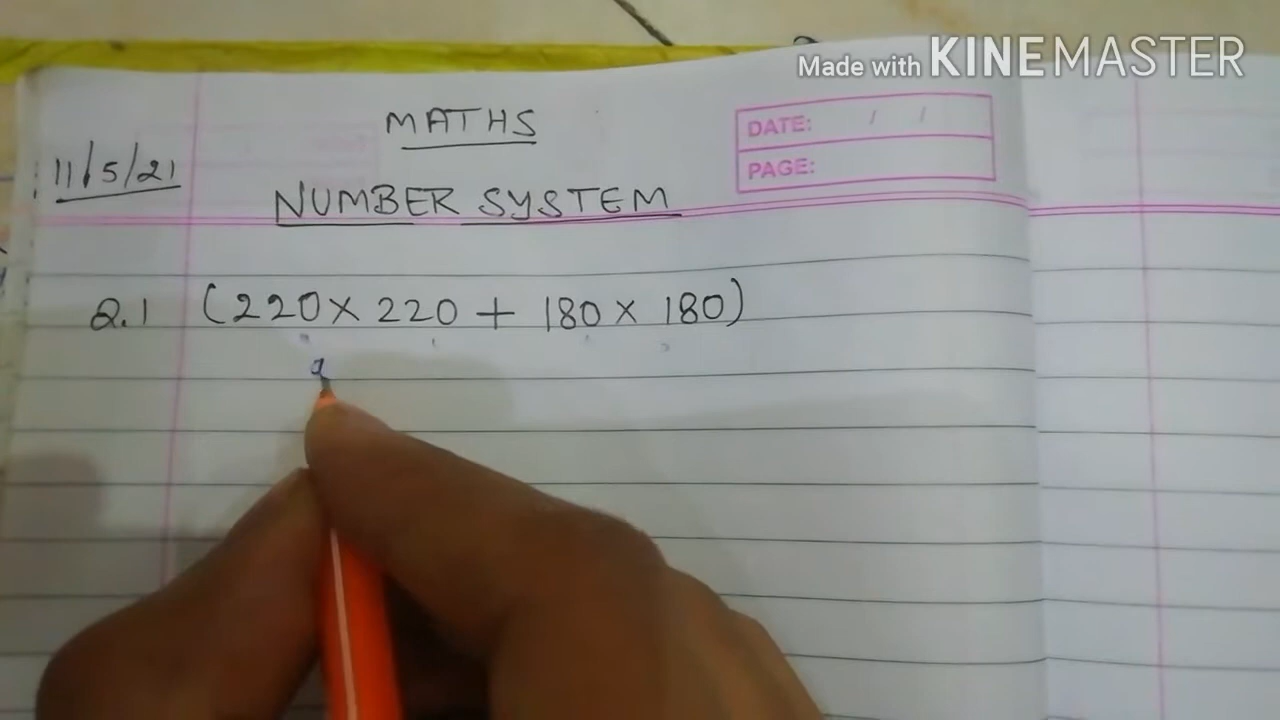 Made with KINEMASTER
MATHS
DATE: / /
PAGE:
11/5/21
NUMBER SYSTEM
Q.1 (220 × 220 + 180 × 180)
a